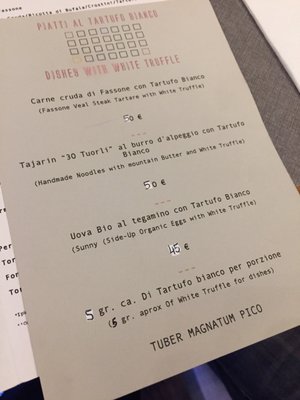 PIATTI AL TARTUFO BIANCO
DISHES WITH WHITE TRUFFLE
Carne cruda di Fassone con Tartufo Bianco
(Fassone Veal Steak Tartare with White Truffle)
50 €
Tajarin "30 Tuorli" al burro d'alpeggio con Tartufo
Bianco
(Handmade Noodles with mountain Butter and White Truffle)
50 €
Uova Bio al tegamino con Tartufo Bianco
(Sunny (Side-Up Organic Eggs with White Truffle)
45 €
5 gr. ca. Di Tartufo bianco per porzione
(5 gr. aprox Of White Truffle for dishes)
TUBER MAGNATUM PICO